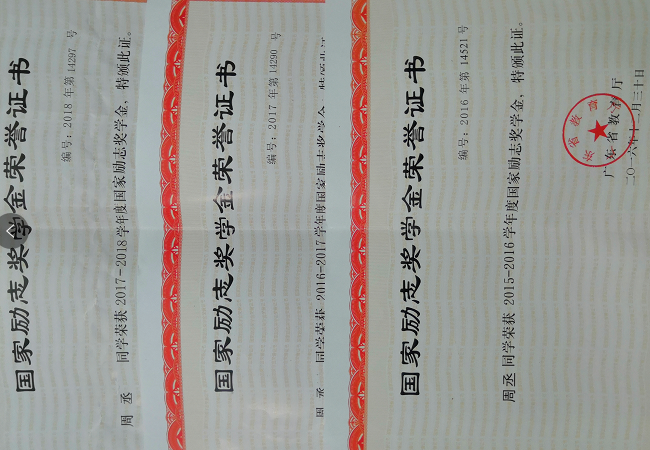 国家励志奖学金荣誉证书
编号：2018 年第 14297 号
周 丞 同学荣获 2017-2018 学年度国家励志奖学金，特颁此证。
国家励志奖学金荣誉证书
编号：2017 年第 14290 号
周 丞 同学荣获 2016-2017 学年度国家励志奖学金，特颁此证
国家励志奖学金荣誉证书
编号：2016 年第 14521 号
周丞 同学荣获 2015-2016 学年度国家励志奖学金，特颁此证。
广东省教育厅
二〇一六年十一月三十日